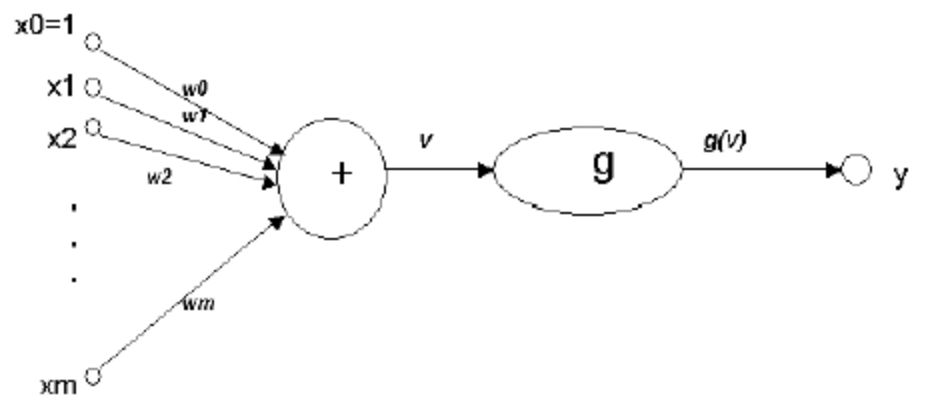 x0=1
w0
x1
w1
x2
w2
v
+
g
g(v)
y
.
.
.
wm
xm